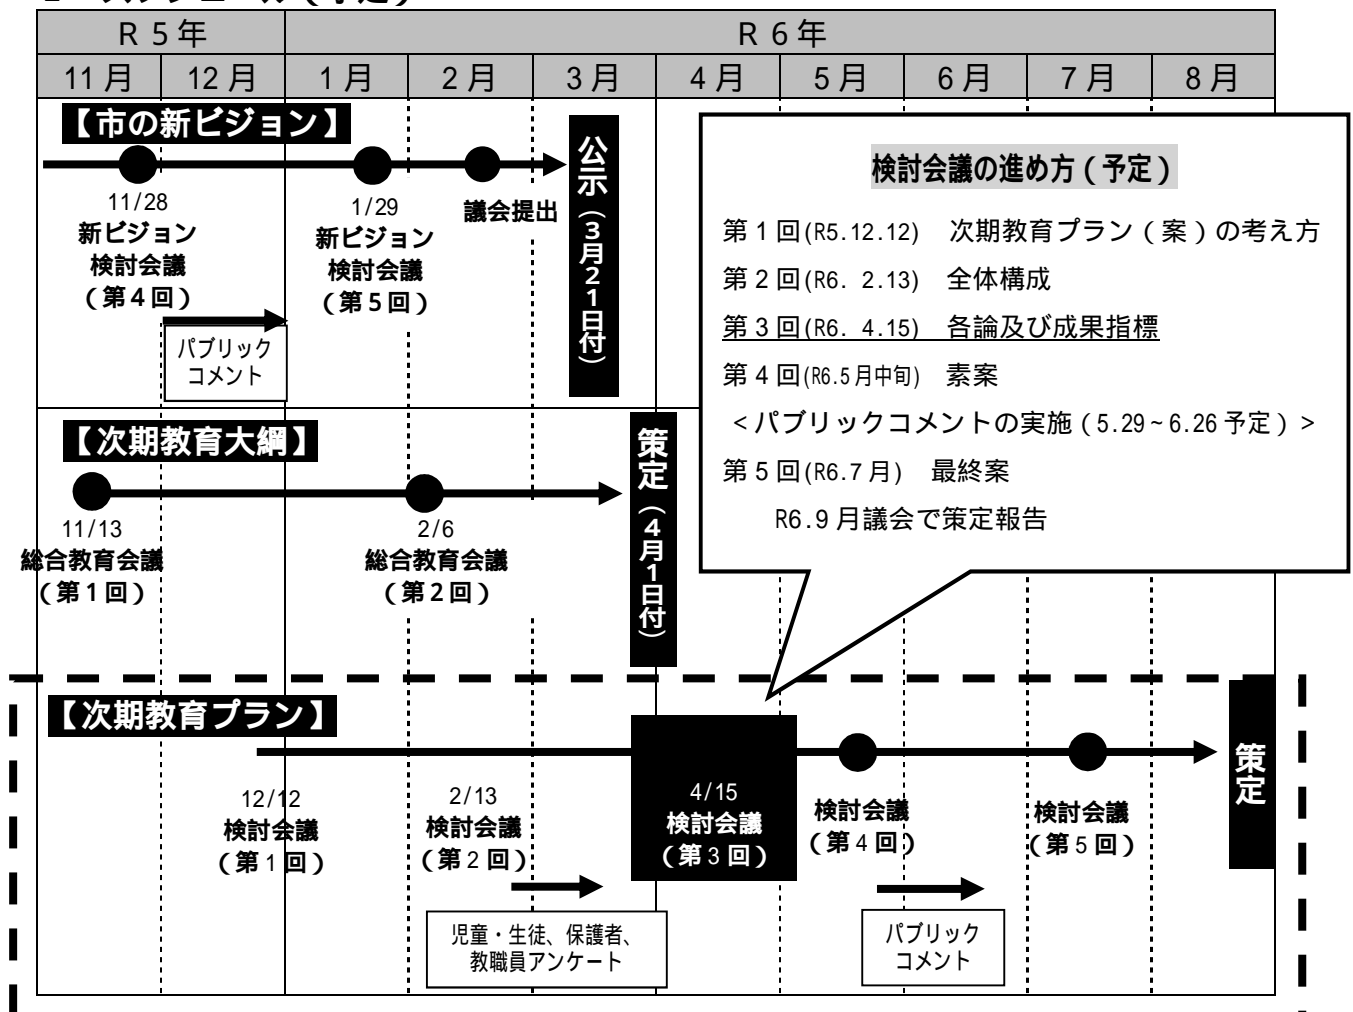 スケジュール（予定）
Ｒ５年
Ｒ６年
11月
12月
1月
2月
3月
4月
5月
6月
7月
8月
【市の新ビジョン】
11/28
新ビジョン
検討会議
（第４回）
パブリック
コメント
1/29
新ビジョン
検討会議
（第５回）
議会提出
公示（３月２１日付）
【次期教育大綱】
11/13
総合教育会議
（第１回）
2/6
総合教育会議
（第２回）
策定（４月１日付）
検討会議の進め方（予定）
第１回(R5.12.12)　次期教育プラン（案）の考え方
第２回(R6. 2.13)　全体構成
第３回(R6. 4.15)　各論及び成果指標
第４回(R6.5月中旬)　素案
＜パブリックコメントの実施（5.29～6.26予定）＞
第５回(R6.7月)　最終案
R6.9月議会で策定報告
【次期教育プラン】
12/12
検討会議
（第１回）
2/13
検討会議
（第２回）
児童・生徒、保護者、
教職員アンケート
4/15
検討会議
（第３回）
検討会議
（第４回）
パブリック
コメント
検討会議
（第５回）
策定